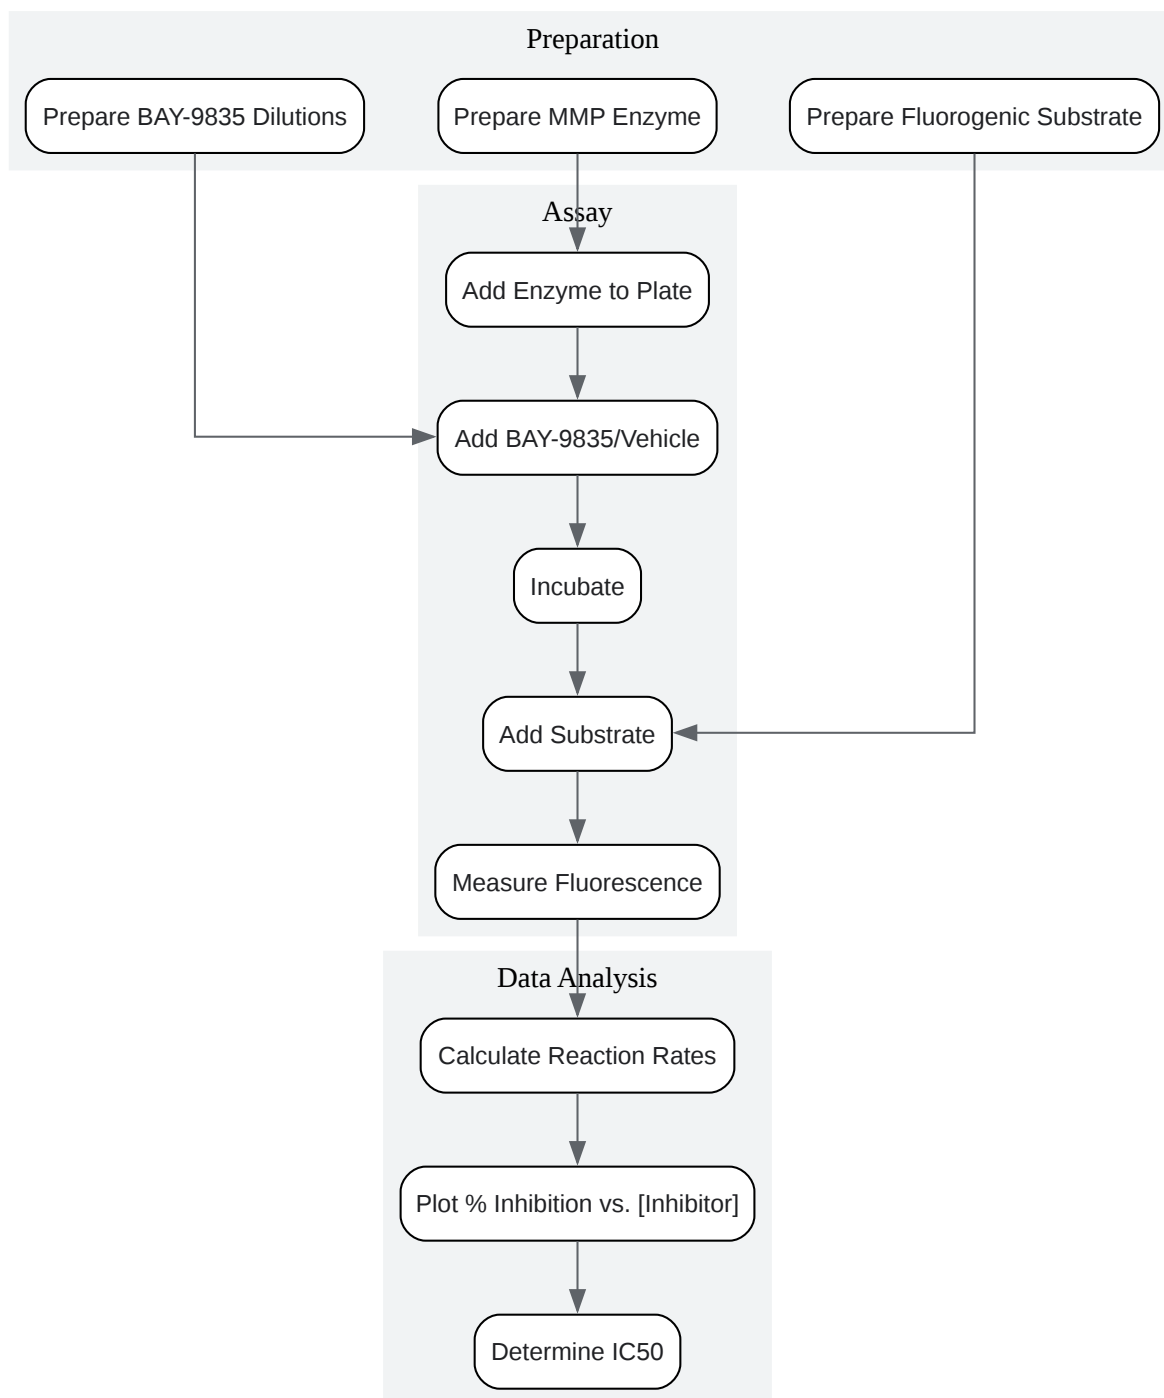 Preparation
Prepare BAY-9835 Dilutions
Prepare MMP Enzyme
Prepare Fluorogenic Substrate
Assay
Add Enzyme to Plate
Add BAY-9835/Vehicle
Incubate
Add Substrate
Measure Fluorescence
Data Analysis
Calculate Reaction Rates
Plot % Inhibition vs. [Inhibitor]
Determine IC50